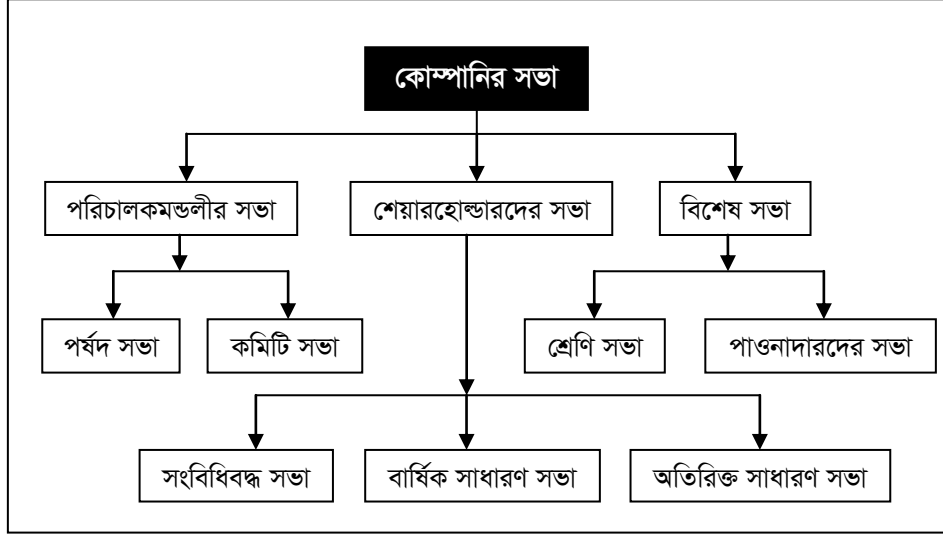 কোম্পানির সভা
পরিচালকমন্ডলীর সভা
শেয়ারহোল্ডারদের সভা
বিশেষ সভা
পর্ষদ সভা
কমিটি সভা
শ্রেণি সভা
পাওনাদারদের সভা
সংবিধিবদ্ধ সভা
বার্ষিক সাধারণ সভা
অতিরিক্ত সাধারণ সভা